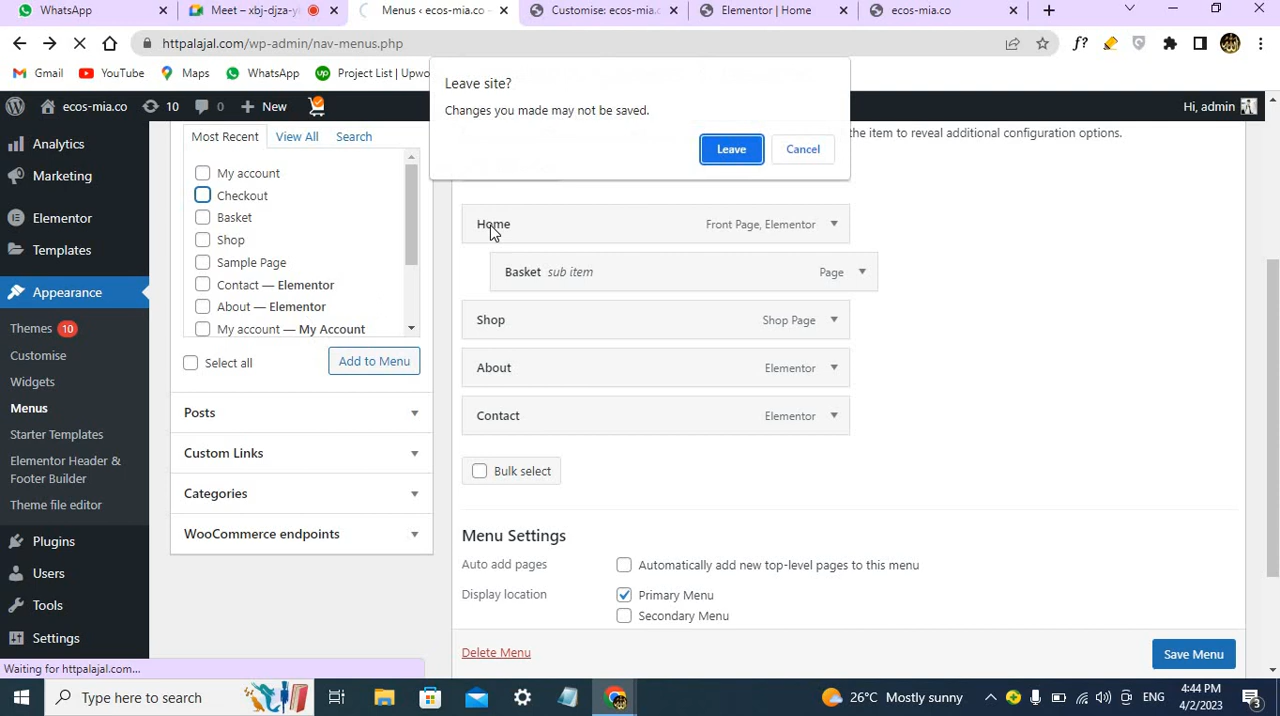 WhatsApp
Meet – xbj-djza-y
Menus ‹ ecos-mia.co –
Customise: ecos-mia.c
Elementor | Home
ecos-mia.co
httpalajal.com/wp-admin/nav-menus.php
f?
Gmail
YouTube
Maps
WhatsApp
Project List | Upwo
Leave site?
Changes you made may not be saved.
Leave
Cancel
ecos-mia.co
10
0
New
Hi, admin
Analytics
Marketing
Elementor
Templates
Appearance
Themes 10
Customise
Widgets
Menus
Starter Templates
Elementor Header &
Footer Builder
Theme file editor
Plugins
Users
Tools
Settings
Most Recent
View All
Search
My account
Checkout
Basket
Shop
Sample Page
Contact — Elementor
About — Elementor
My account — My Account
Select all
Add to Menu
Posts
Custom Links
Categories
WooCommerce endpoints
the item to reveal additional configuration options.
Home
Front Page, Elementor
Basket sub item
Page
Shop
Shop Page
About
Elementor
Contact
Elementor
Bulk select
Menu Settings
Auto add pages
Automatically add new top-level pages to this menu
Display location
Primary Menu
Secondary Menu
Delete Menu
Save Menu
Waiting for httpalajal.com...
Type here to search
26°C Mostly sunny
ENG
4:44 PM
4/2/2023
3